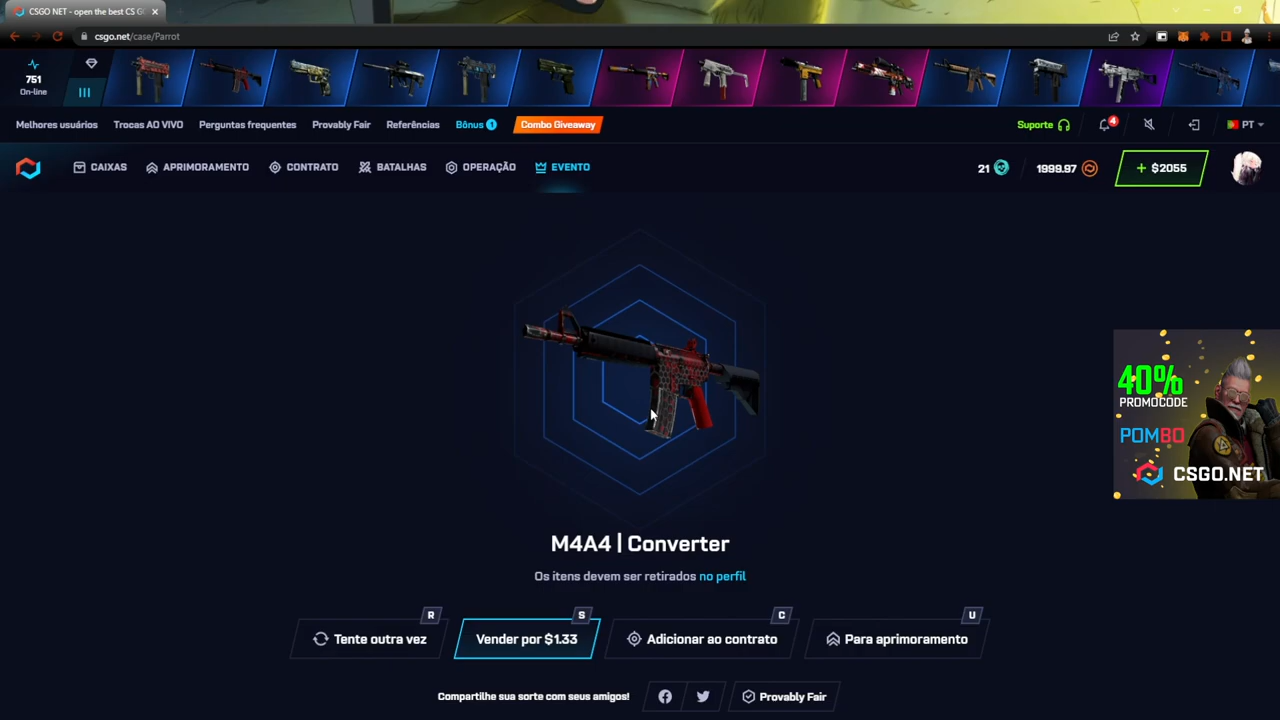 CSGO NET - open the best CS G
csgo.net/case/Parrot
751
On-line
Melhores usuários Trocas AO VIVO Perguntas frequentes Provably Fair Referências Bônus 1 Combo Giveaway Suporte 4 PT
CAIXAS APRIMORAMENTO CONTRATO BATALHAS OPERAÇÃO EVENTO 21 1999.97 + $2055
40%
PROMOCODE
POMBO
CSGO.NET
M4A4 | Converter
Os itens devem ser retirados no perfil
R S C U
Tente outra vez Vender por $1.33 Adicionar ao contrato Para aprimoramento
Compartilhe sua sorte com seus amigos! Provably Fair